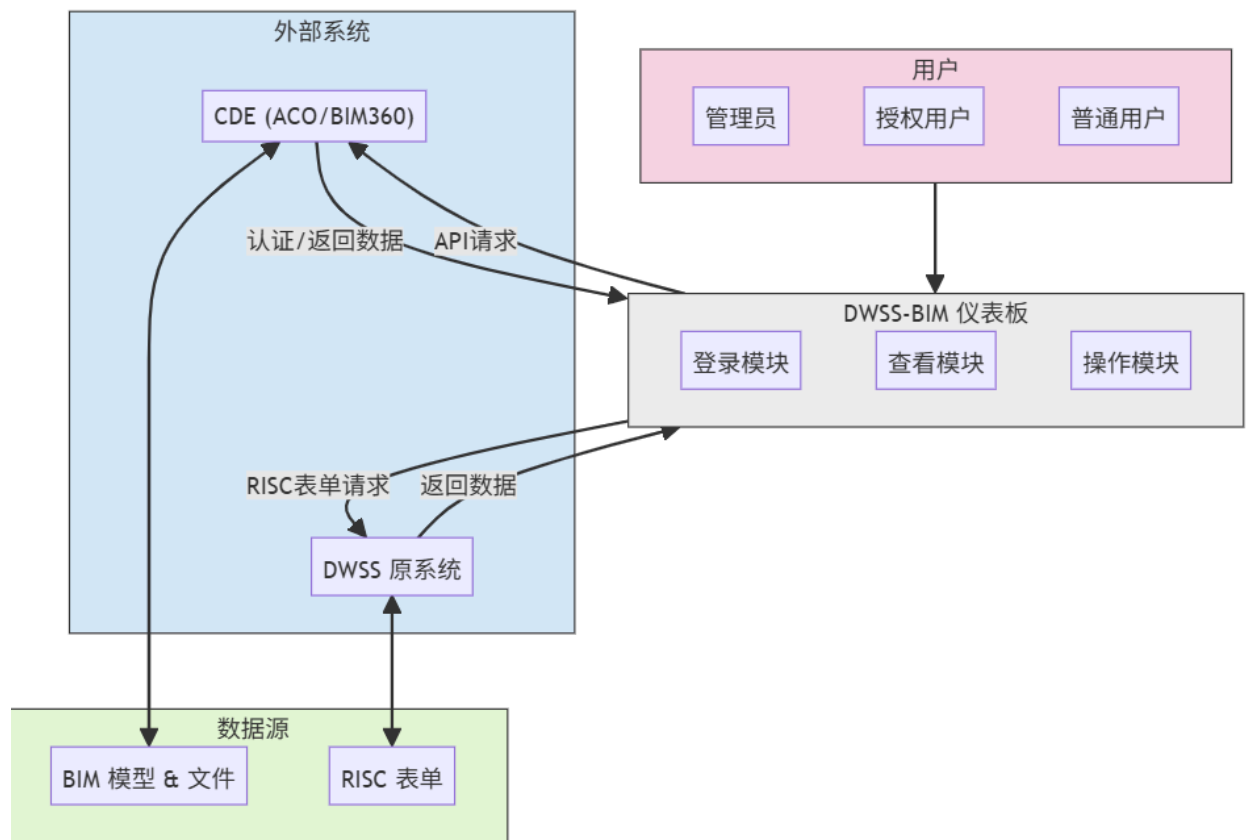 外部系统
CDE (ACO/BIM360)
用户
管理员
授权用户
普通用户
认证/返回数据
API请求
DWSS-BIM 仪表板
登录模块
查看模块
操作模块
RISC表单请求
返回数据
DWSS 原系统
数据源
BIM 模型 & 文件
RISC 表单